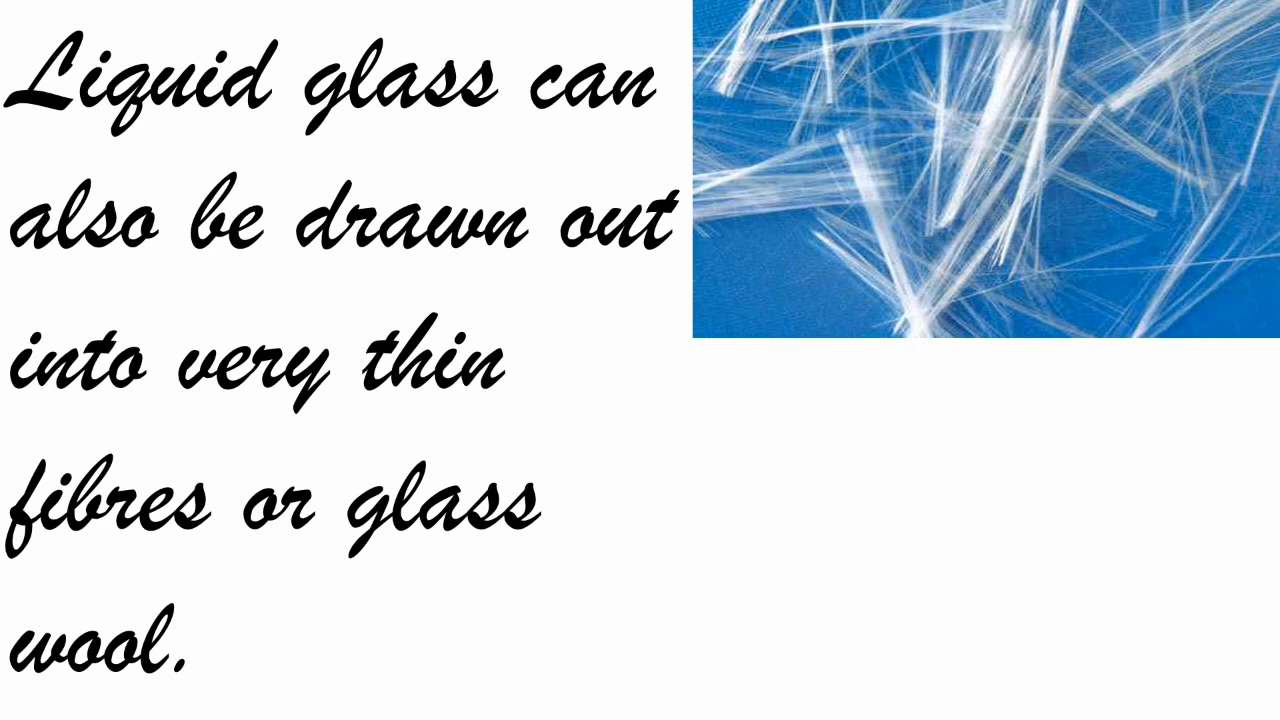 Liquid glass can
also be drawn out
into very thin
fibres or glass
wool.